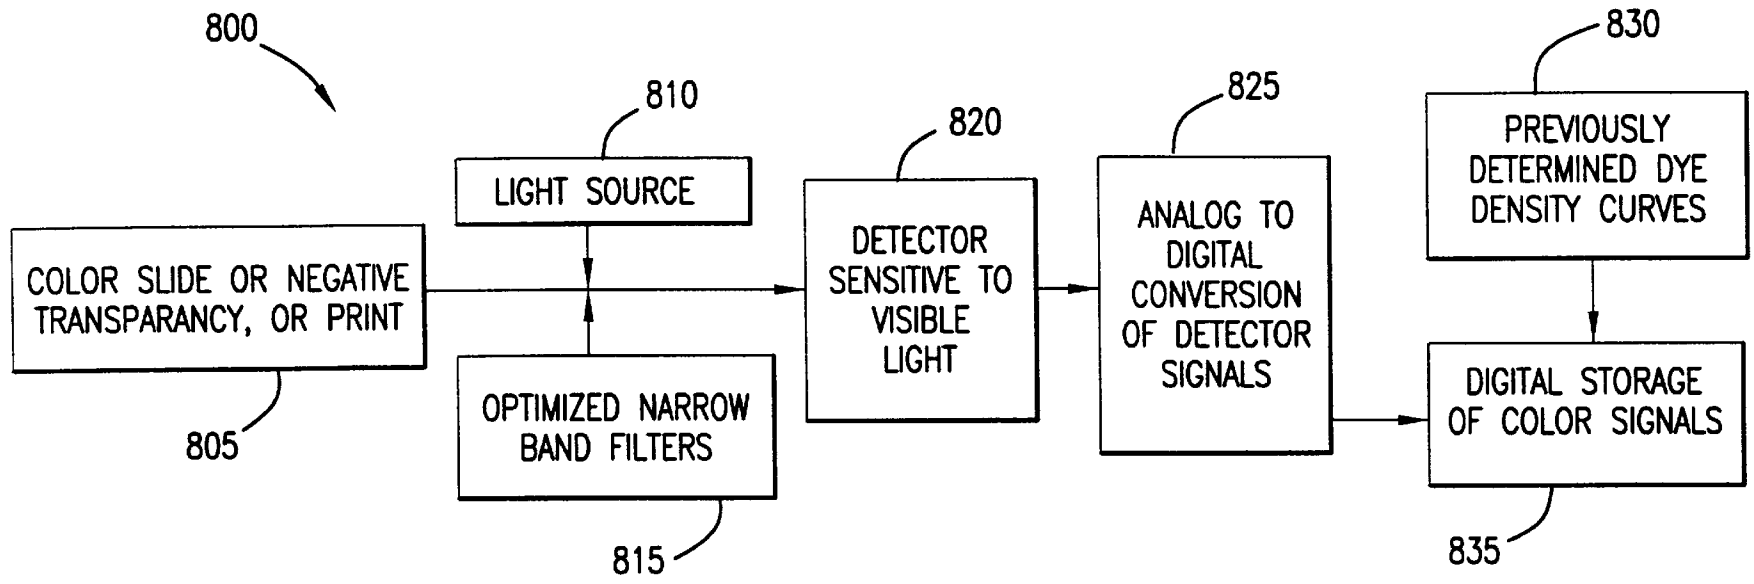 800
810
LIGHT SOURCE
COLOR SLIDE OR NEGATIVE
TRANSPARANCY, OR PRINT
805
OPTIMIZED NARROW
BAND FILTERS
815
820
DETECTOR
SENSITIVE TO
VISIBLE
LIGHT
825
ANALOG TO
DIGITAL
CONVERSION
OF DETECTOR
SIGNALS
830
PREVIOUSLY
DETERMINED DYE
DENSITY CURVES
DIGITAL STORAGE
OF COLOR SIGNALS
835